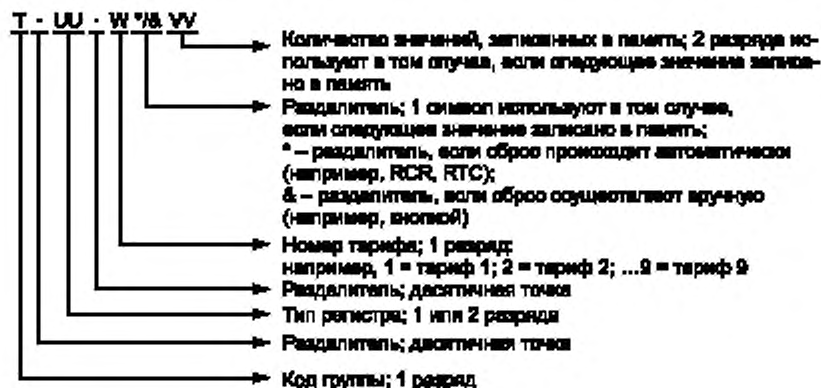 T - UU - W */& VV
Количество значений, записанных в память; 2 разряда ис-
пользуют в том случае, если следующее значение записа-
но в память
Разделитель; 1 символ используют в том случае,
если следующее значение записано в память;
* – разделитель, если сброс происходит автоматически
(например, RCR, RTC);
& – разделитель, если сброс осуществляют вручную
(например, кнопкой)
Номер тарифа; 1 разряд;
например, 1 = тариф 1; 2 = тариф 2; ...9 = тариф 9
Разделитель; десятичная точка
Тип регистра; 1 или 2 разряда
Разделитель; десятичная точка
Код группы; 1 разряд